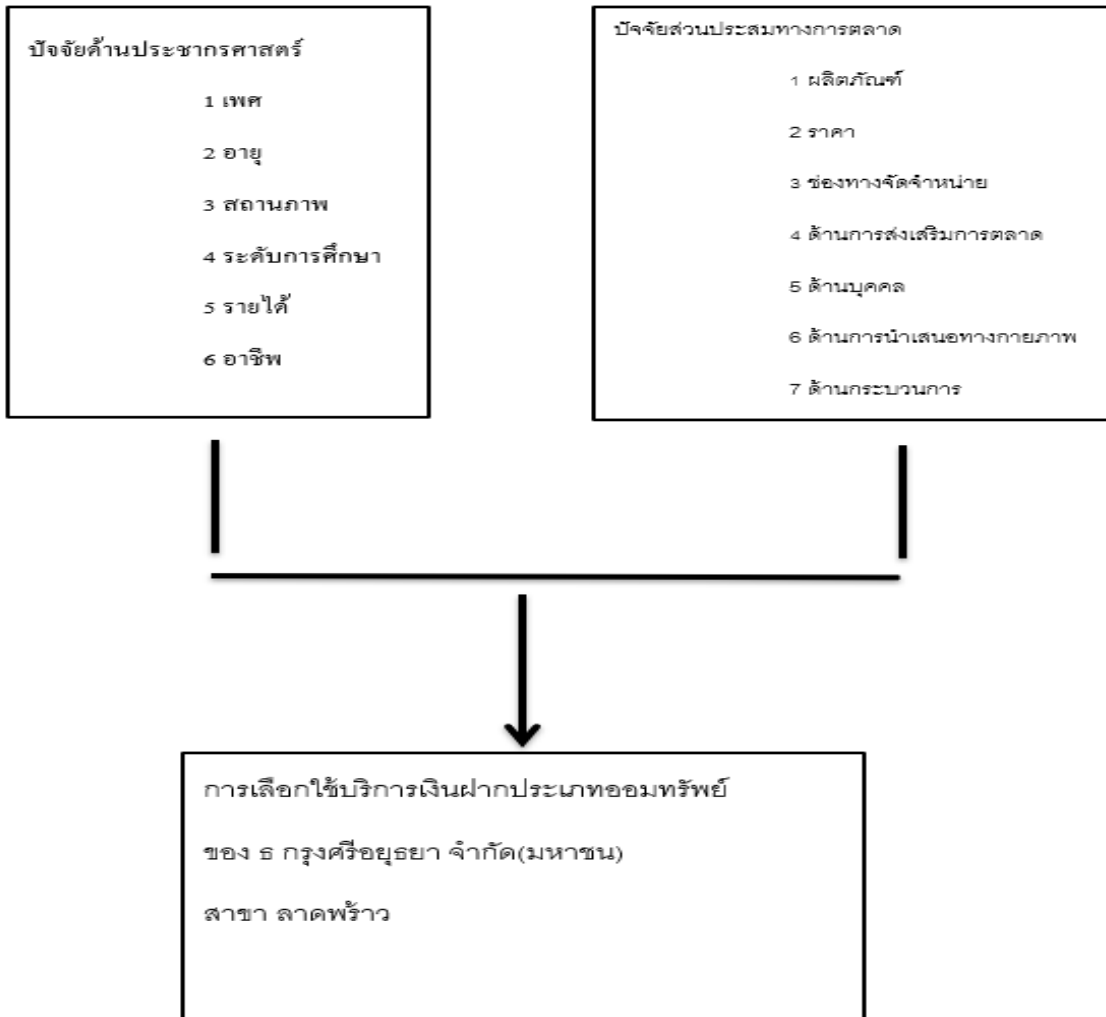 ปัจจัยด้านประชากรศาสตร์
1 เพศ
2 อายุ
3 สถานภาพ
4 ระดับการศึกษา
5 รายได้
6 อาชีพ
ปัจจัยส่วนประสมทางการตลาด
1 ผลิตภัณฑ์
2 ราคา
3 ช่องทางจัดจำหน่าย
4 ด้านการส่งเสริมการตลาด
5 ด้านบุคคล
6 ด้านการนำเสนอทางกายภาพ
7 ด้านกระบวนการ
การเลือกใช้บริการเงินฝากประเภทออมทรัพย์
ของ ธ กรุงศรีอยุธยา จำกัด(มหาชน)
สาขา ลาดพร้าว